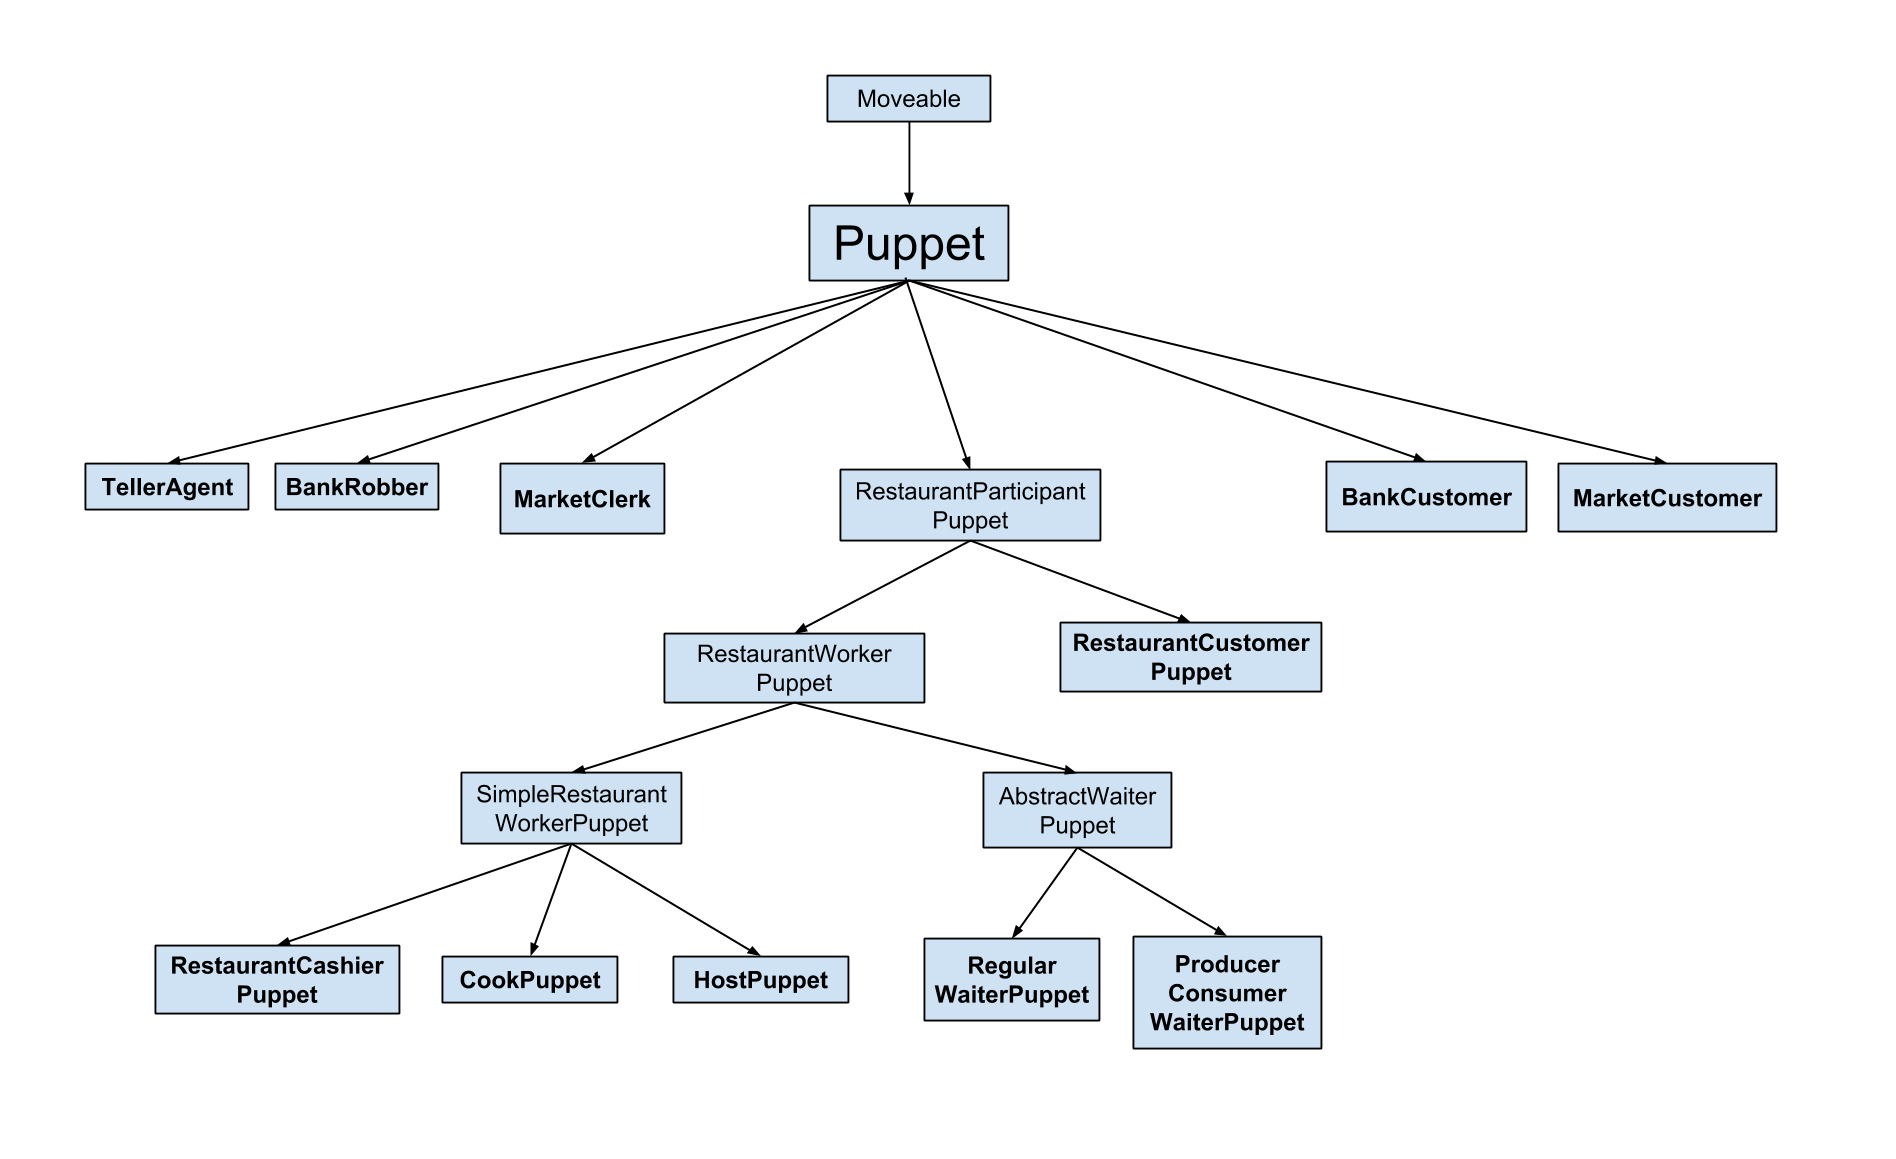 Moveable
Puppet
TellerAgent
BankRobber
MarketClerk
RestaurantParticipant
Puppet
BankCustomer
MarketCustomer
RestaurantWorker
Puppet
RestaurantCustomer
Puppet
SimpleRestaurant
WorkerPuppet
AbstractWaiter
Puppet
RestaurantCashier
Puppet
CookPuppet
HostPuppet
Regular
WaiterPuppet
Producer
Consumer
WaiterPuppet